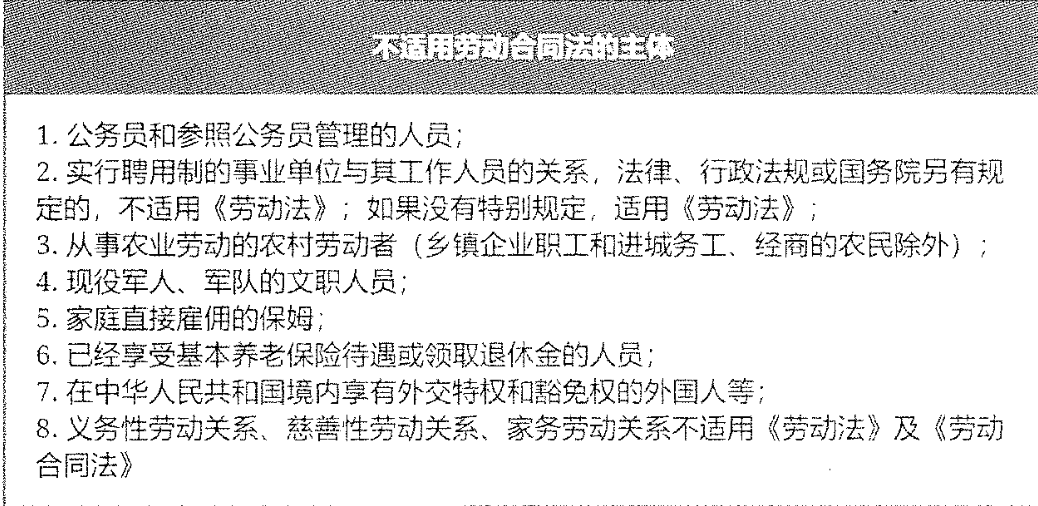 不适用劳动合同法的主体
1. 公务员和参照公务员管理的人员；
2. 实行聘用制的事业单位与其工作人员的关系，法律、行政法规或国务院另有规
定的，不适用《劳动法》；如果没有特别规定，适用《劳动法》；
3. 从事农业劳动的农村劳动者（乡镇企业职工和进城务工、经商的农民除外）；
4. 现役军人、军队的文职人员；
5. 家庭直接雇佣的保姆；
6. 已经享受基本养老保险待遇或领取退休金的人员；
7. 在中华人民共和国境内享有外交特权和豁免权的外国人等；
8. 义务性劳动关系、慈善性劳动关系、家务劳动关系不适用《劳动法》及《劳动
合同法》